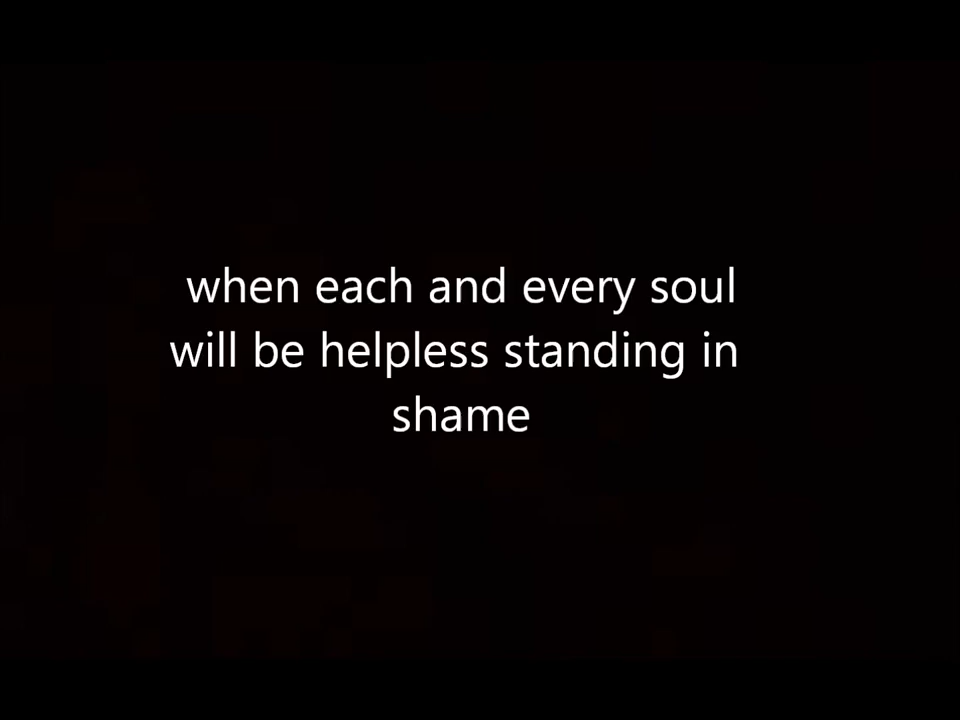 when each and every soul
will be helpless standing in
shame